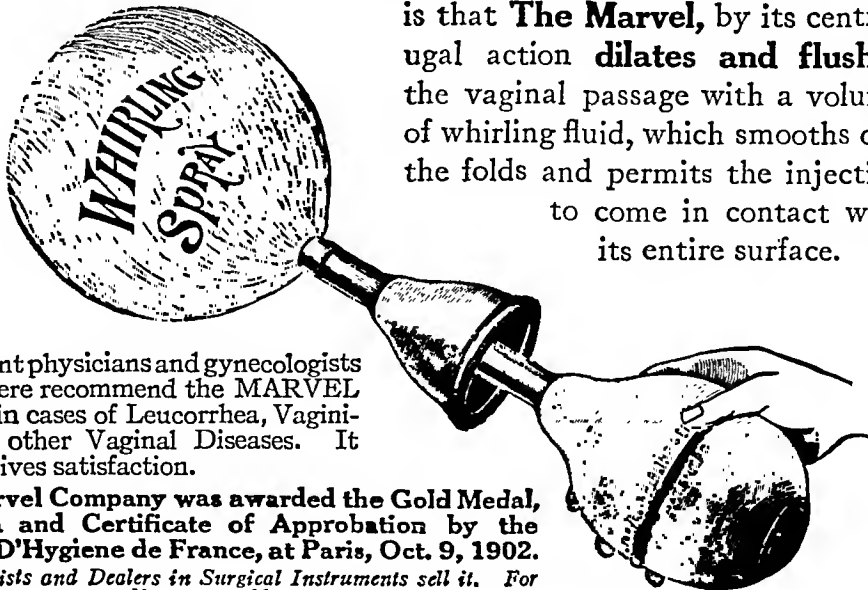 is that The Marvel, by its centr
ugal action dilates and flush
the vaginal passage with a volu
of whirling fluid, which smooths o
the folds and permits the injecti
to come in contact w
its entire surface.
WHIRLING
SPRAY.
nt physicians and gynecologists
ere recommend the MARVEL
in cases of Leucorrhea, Vagini-
other Vaginal Diseases. It
ives satisfaction.
rvel Company was awarded the Gold Medal,
and Certificate of Approbation by the
D'Hygiene de France, at Paris, Oct. 9, 1902.
ists and Dealers in Surgical Instruments sell it. For